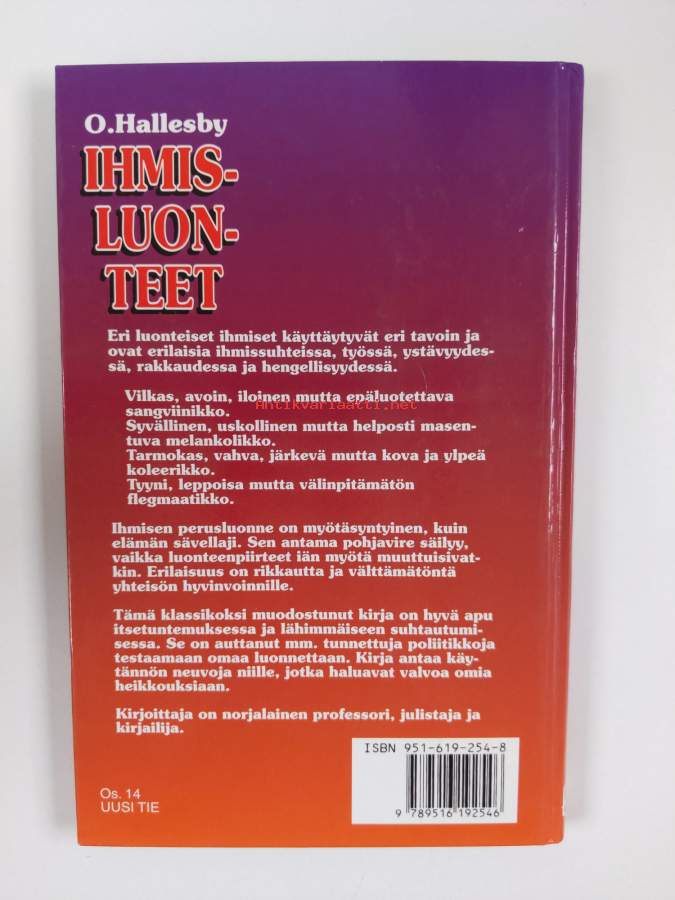 O.Hallesby
IHMIS-
LUON-
TEET
Eri luonteiset ihmiset käyttäytyvät eri tavoin ja
ovat erilaisia ihmissuhteissa, työssä, ystävyydes-
sä, rakkaudessa ja hengellisyydessä.
Vilkas, avoin, iloinen mutta epäluotettava
sangviinikko.
Antikvariaatti.net
Syvällinen, uskollinen mutta helposti masen-
tuva melankolikko.
Tarmokas, vahva, järkevä mutta kova ja ylpeä
koleerikko.
Tyyni, leppoisa mutta välinpitämätön
flegmaatikko.
Ihmisen perusluonne on myötäsyntyinen, kuin
elämän sävellaji. Sen antama pohjavire säilyy,
vaikka luonteenpiirteet iän myötä muuttuisivat-
kin. Erilaisuus on rikkautta ja välttämätöntä
yhteisön hyvinvoinnille.
Tämä klassikoksi muodostunut kirja on hyvä apu
itsetuntemuksessa ja lähimmäiseen suhtautumi-
sessa. Se on auttanut mm. tunnettuja poliitikkoja
testaamaan omaa luonnettaan. Kirja antaa käy-
tännön neuvoja niille, jotka haluavat valvoa omia
heikkouksiaan.
Kirjoittaja on norjalainen professori, julistaja ja
kirjailija.
ISBN 951-619-254-8
9 789516 192546
Os. 14
UUSI TIE